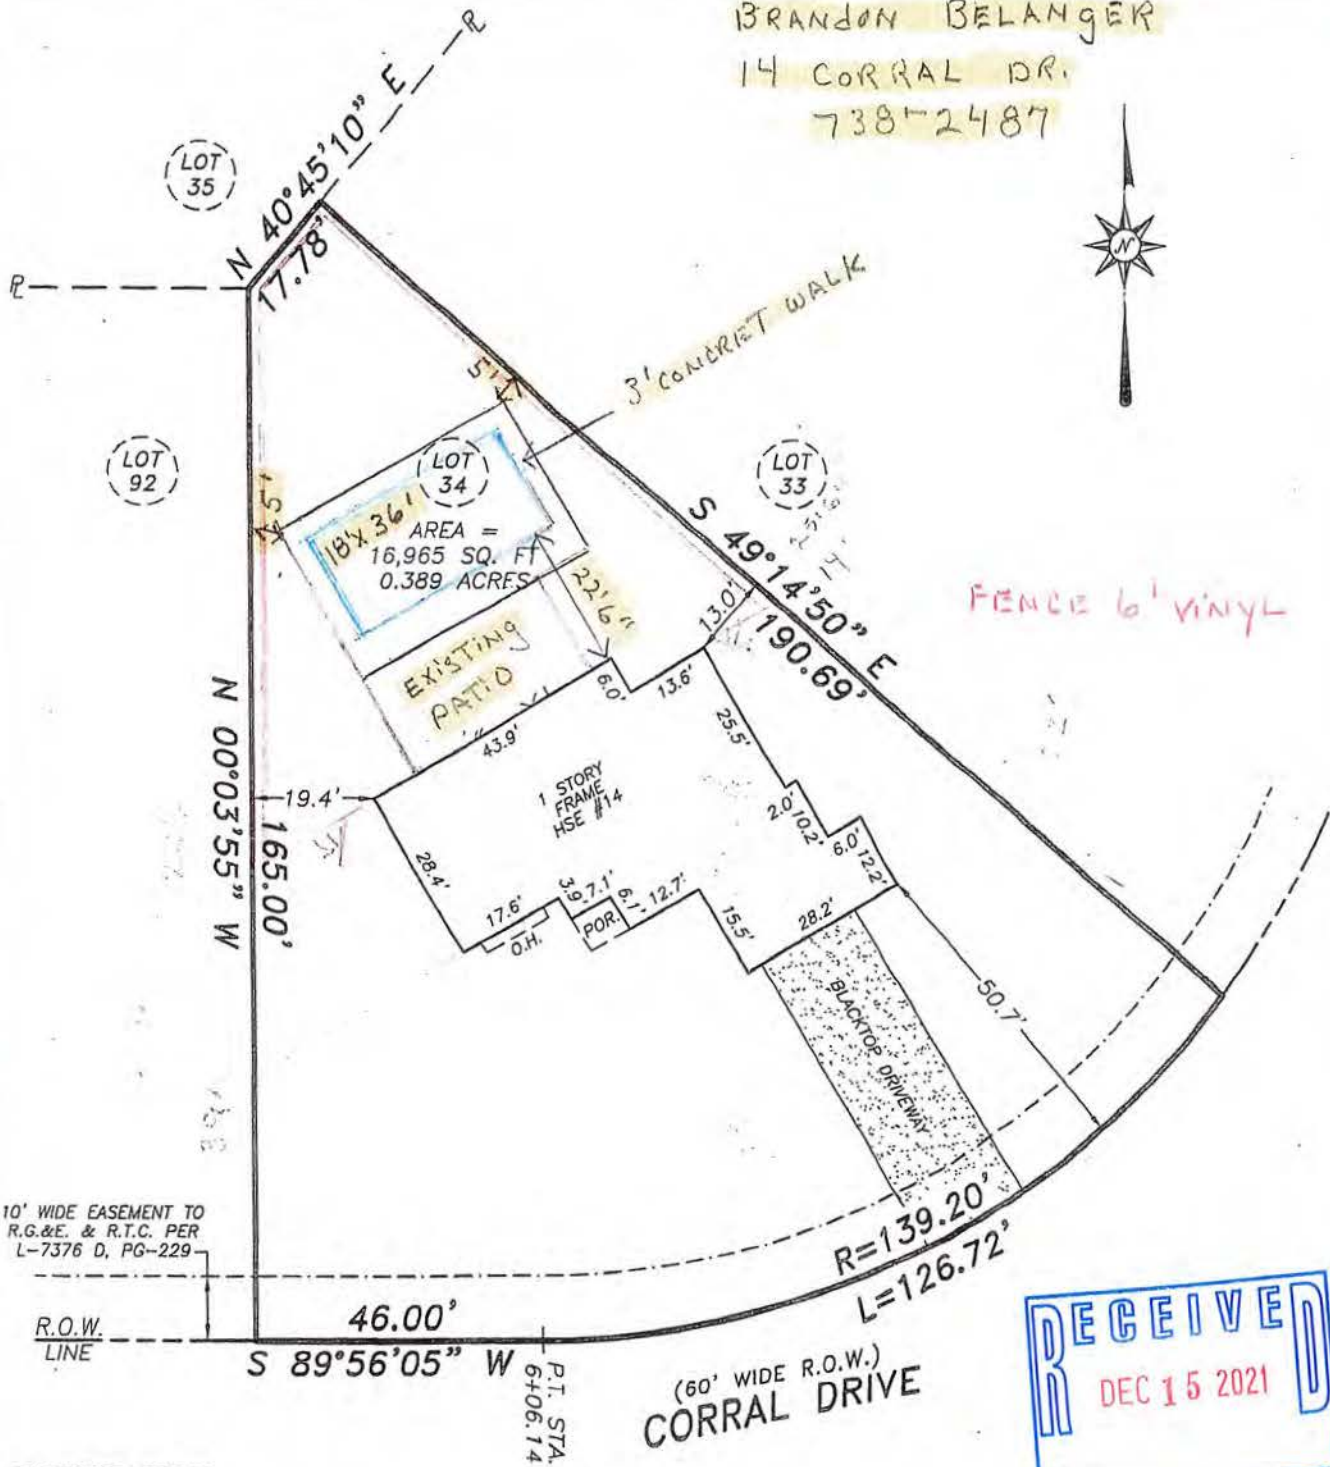 BRANDON BELANGER
14 CORRAL DR.
738-2487
LOT
35
N 40°45'10" E
17.78'
N
3' CONCRET WALK
5'
LOT
92
5'
LOT
34
18'X 36'
AREA =
16,965 SQ. FT
0.389 ACRES
LOT
33
S 49°14'50" E
190.69'
FENCE 6' VINYL
22'6"
13.0'
EXISTING
PATIO
6.0'
13.6'
43.9'
25.5'
N 00°03'55" W
165.00'
19.4'
1 STORY
FRAME
HSE #14
2.0'
10.2'
6.0'
12.2'
28.4'
17.6'
O.H.
3.9'
7.1'
POR.
6.1'
12.7'
15.5'
28.2'
BLACKTOP DRIVEWAY
50.7'
10' WIDE EASEMENT TO
R.G.&E. & R.T.C. PER
L-7376 D, PG-229
R.O.W.
LINE
46.00'
S 89°56'05" W
P.T. STA.
6+06.14
R=139.20'
L=126.72'
(60' WIDE R.O.W.)
CORRAL DRIVE
RECEIVED
DEC 15 2021